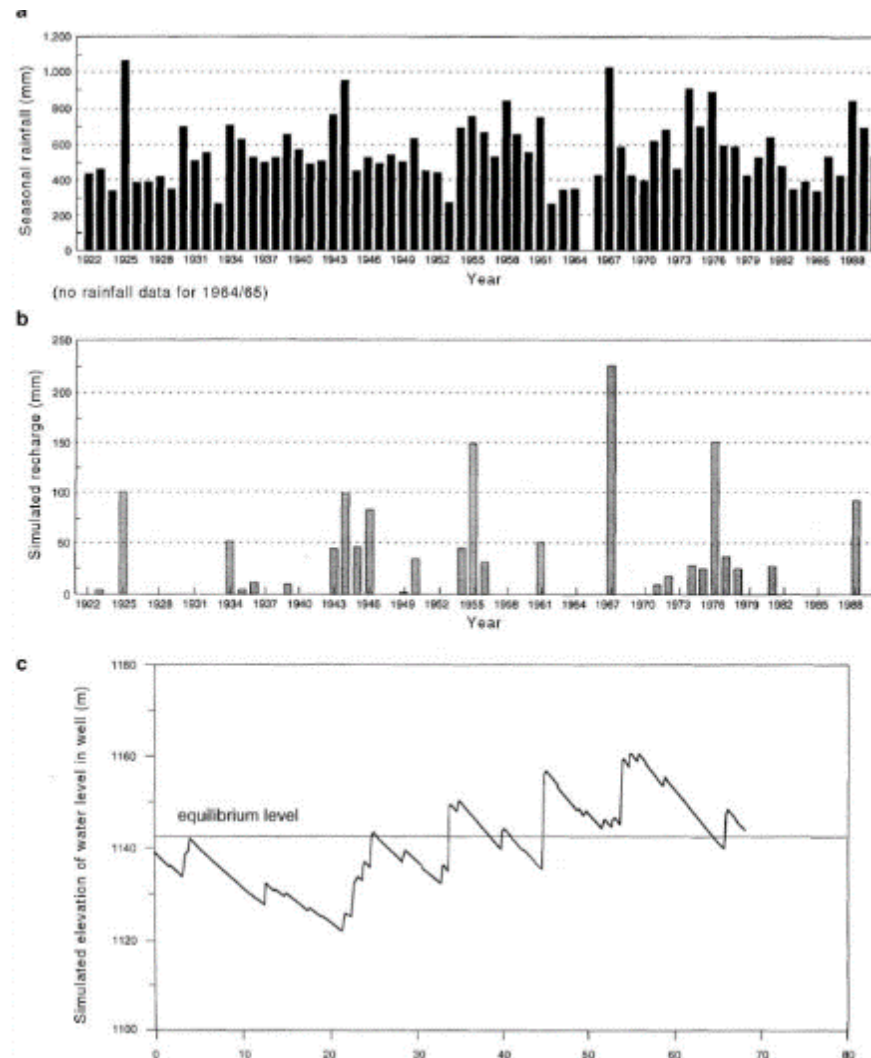 a
1.200
1.000
800
600
400
200
0
Seasonal rainfall (mm)
1922 1925 1928 1931 1934 1937 1940 1943 1946 1949 1952 1955 1958 1961 1964 1967 1970 1973 1976 1979 1982 1985 1988
Year
(no rainfall data for 1964/65)
b
250
200
150
100
50
0
Simulated recharge (mm)
1922 1925 1928 1931 1934 1937 1940 1943 1946 1949 1952 1955 1958 1961 1964 1967 1970 1973 1976 1979 1982 1985 1988
Year
c
1180
1160
1140
1120
1100
Simulated elevation of water level in well (m)
equilibrium level
0 10 20 30 40 50 60 70 80